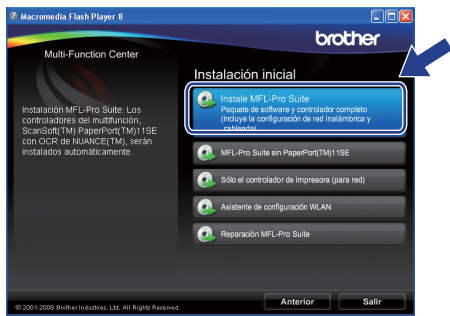 Macromedia Flash Player 8
brother
Multi-Function Center
Instalación inicial
Instalación MFL-Pro Suite: Los
controladores del multifunción,
ScanSoft(TM) PaperPort(TM)11SE
con OCR de NUANCE(TM), serán
instalados automáticamente.
Instale MFL-Pro Suite
Paquete de software y controlador completo
(Incluye la configuración de red inalámbrica y
cableada)
MFL-Pro Suite sin PaperPort(TM)11SE
Sólo el controlador de impresora (para red)
Asistente de configuración WLAN
Reparación MFL-Pro Suite
© 2001-2008 Brother Industries, Ltd. All Rights Reserved.
Anterior
Salir